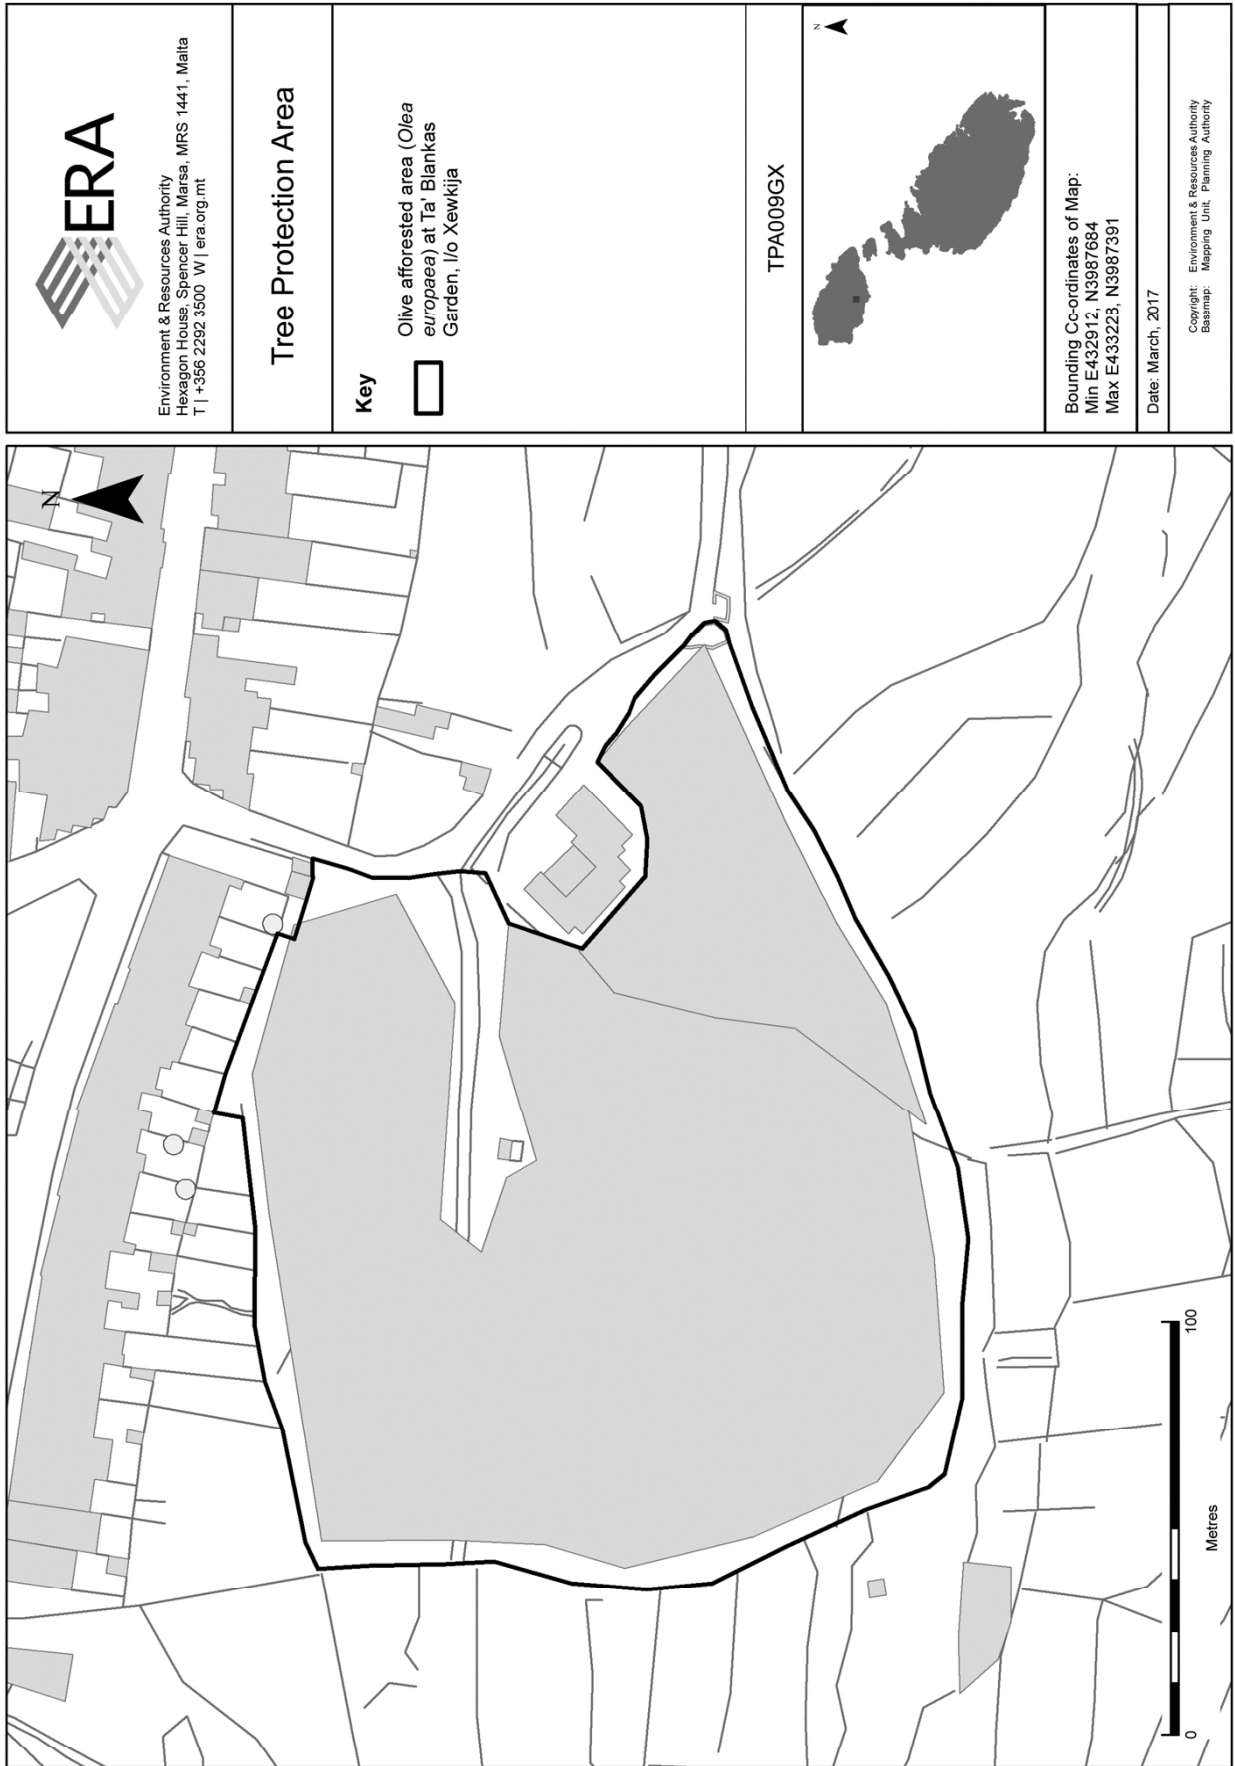 ERA
Environment & Resources Authority
Hexagon House, Spencer Hill, Marsa, MRS 1441, Malta
T | +356 2292 3500 W | era.org.mt
Tree Protection Area
Key
Olive afforested area (Olea
europaea) at Ta' Blankas
Garden, l/o Xewkija
TPA009GX
N
Bounding Co-ordinates of Map:
Min E432912, N3987684
Max E433223, N3987391
Date: March, 2017
Copyright: Environment & Resources Authority
Basemap: Mapping Unit, Planning Authority
N
0
100
Metres